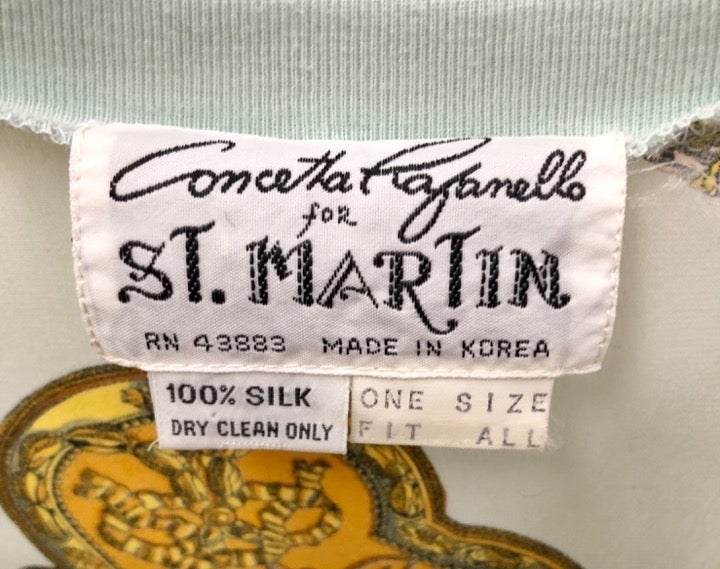 Concetta Rafanello
for
ST. MARTIN
RN 43883 MADE IN KOREA
100% SILK
DRY CLEAN ONLY
ONE SIZE
FIT ALL